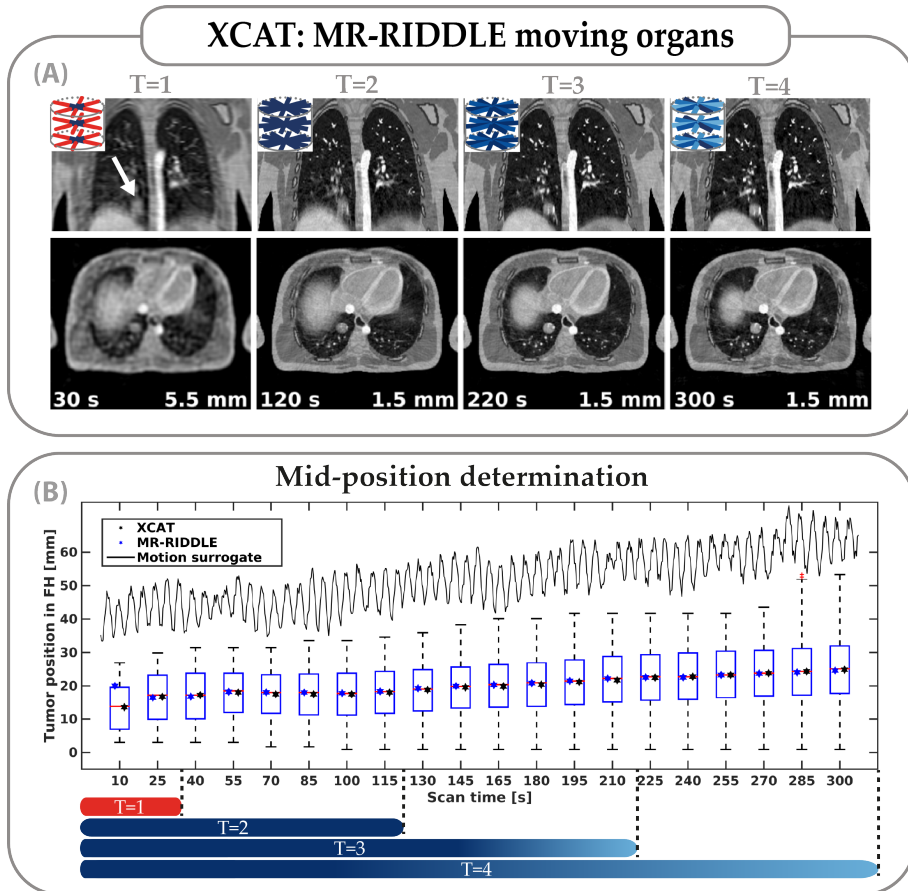 XCAT: MR-RIDDLE moving organs
(A)
T=1 T=2 T=3 T=4
30 s 5.5 mm 120 s 1.5 mm 220 s 1.5 mm 300 s 1.5 mm
Mid-position determination
(B)
Tumor position in FH [mm]
XCAT
MR-RIDDLE
Motion surrogate
60
50
40
30
20
10
0
10 25 40 55 70 85 100 115 130 145 165 180 195 210 225 240 255 270 285 300
Scan time [s]
T=1
T=2
T=3
T=4